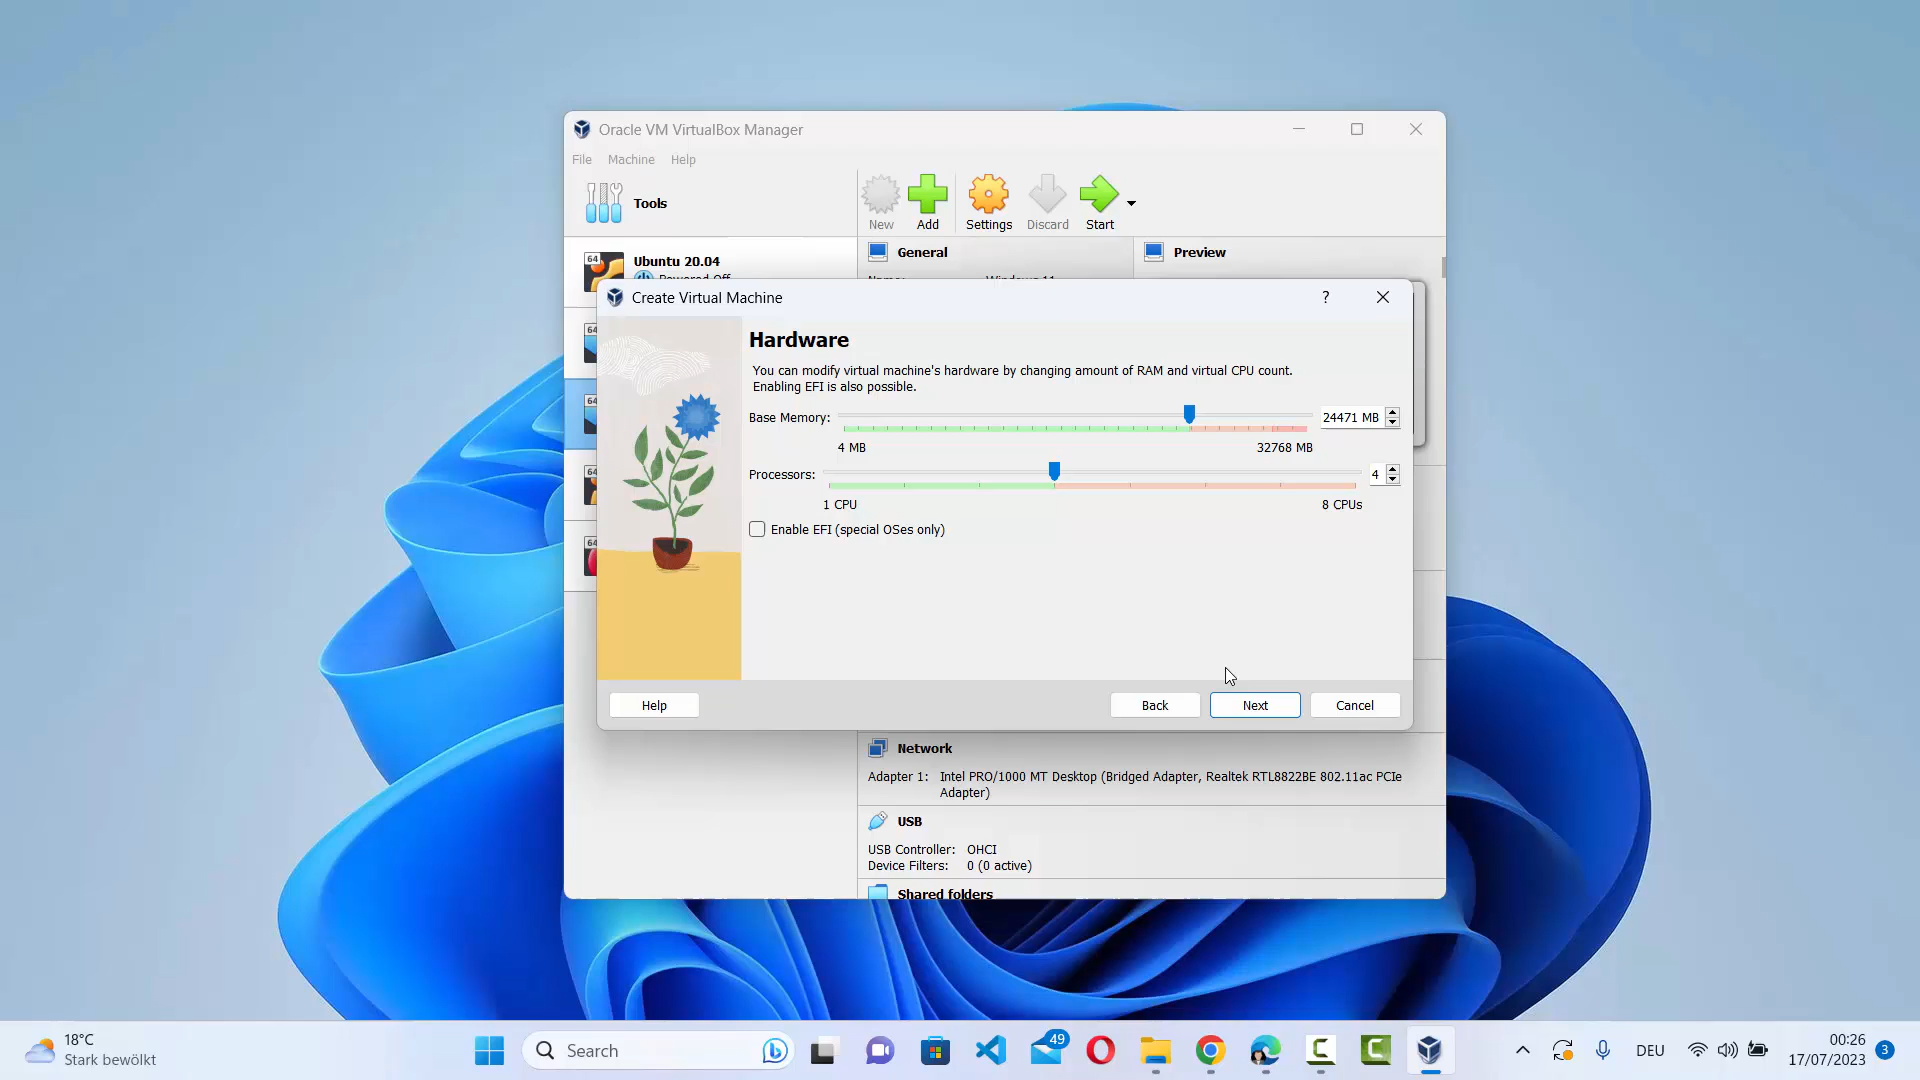 Oracle VM VirtualBox Manager
File Machine Help
Tools
New Add Settings Discard Start
64 Ubuntu 20.04
General
Preview
Create Virtual Machine
?
64
64
64
64
Hardware
You can modify virtual machine's hardware by changing amount of RAM and virtual CPU count.
Enabling EFI is also possible.
Base Memory: 24471 MB
4 MB 32768 MB
Processors: 4
1 CPU 8 CPUs
Enable EFI (special OSes only)
Help Back Next Cancel
Network
Adapter 1: Intel PRO/1000 MT Desktop (Bridged Adapter, Realtek RTL8822BE 802.11ac PCIe
Adapter)
USB
USB Controller: OHCI
Device Filters: 0 (0 active)
Shared folders
18°C
Stark bewölkt
Search
49
DEU
00:26
17/07/2023
3